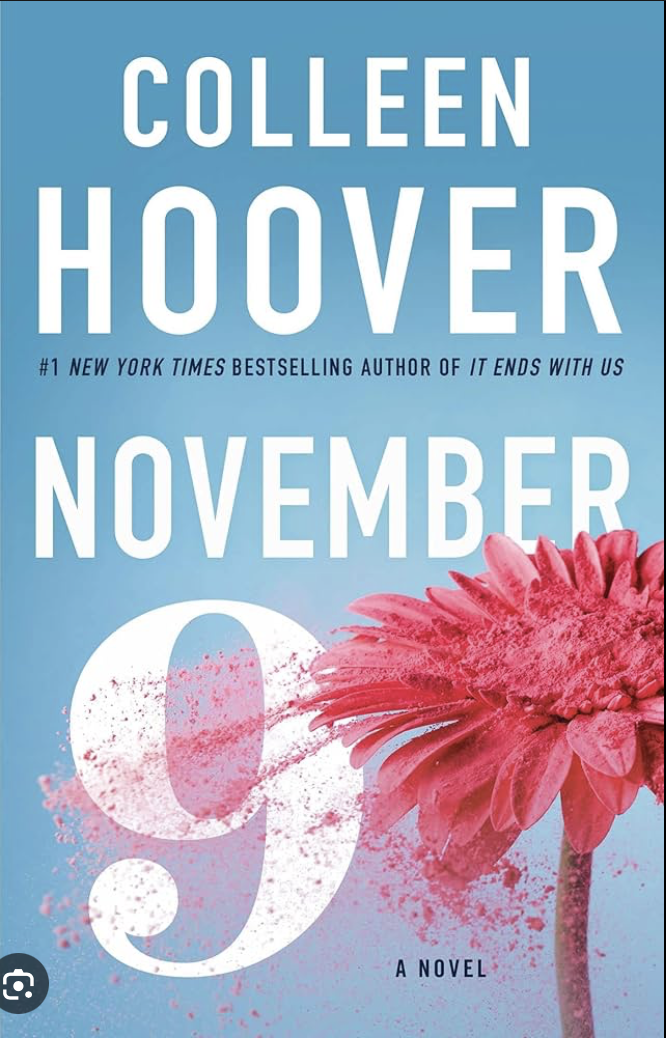 COLLEEN
HOOVER
#1 NEW YORK TIMES BESTSELLING AUTHOR OF IT ENDS WITH US
NOVEMBER
9
A NOVEL